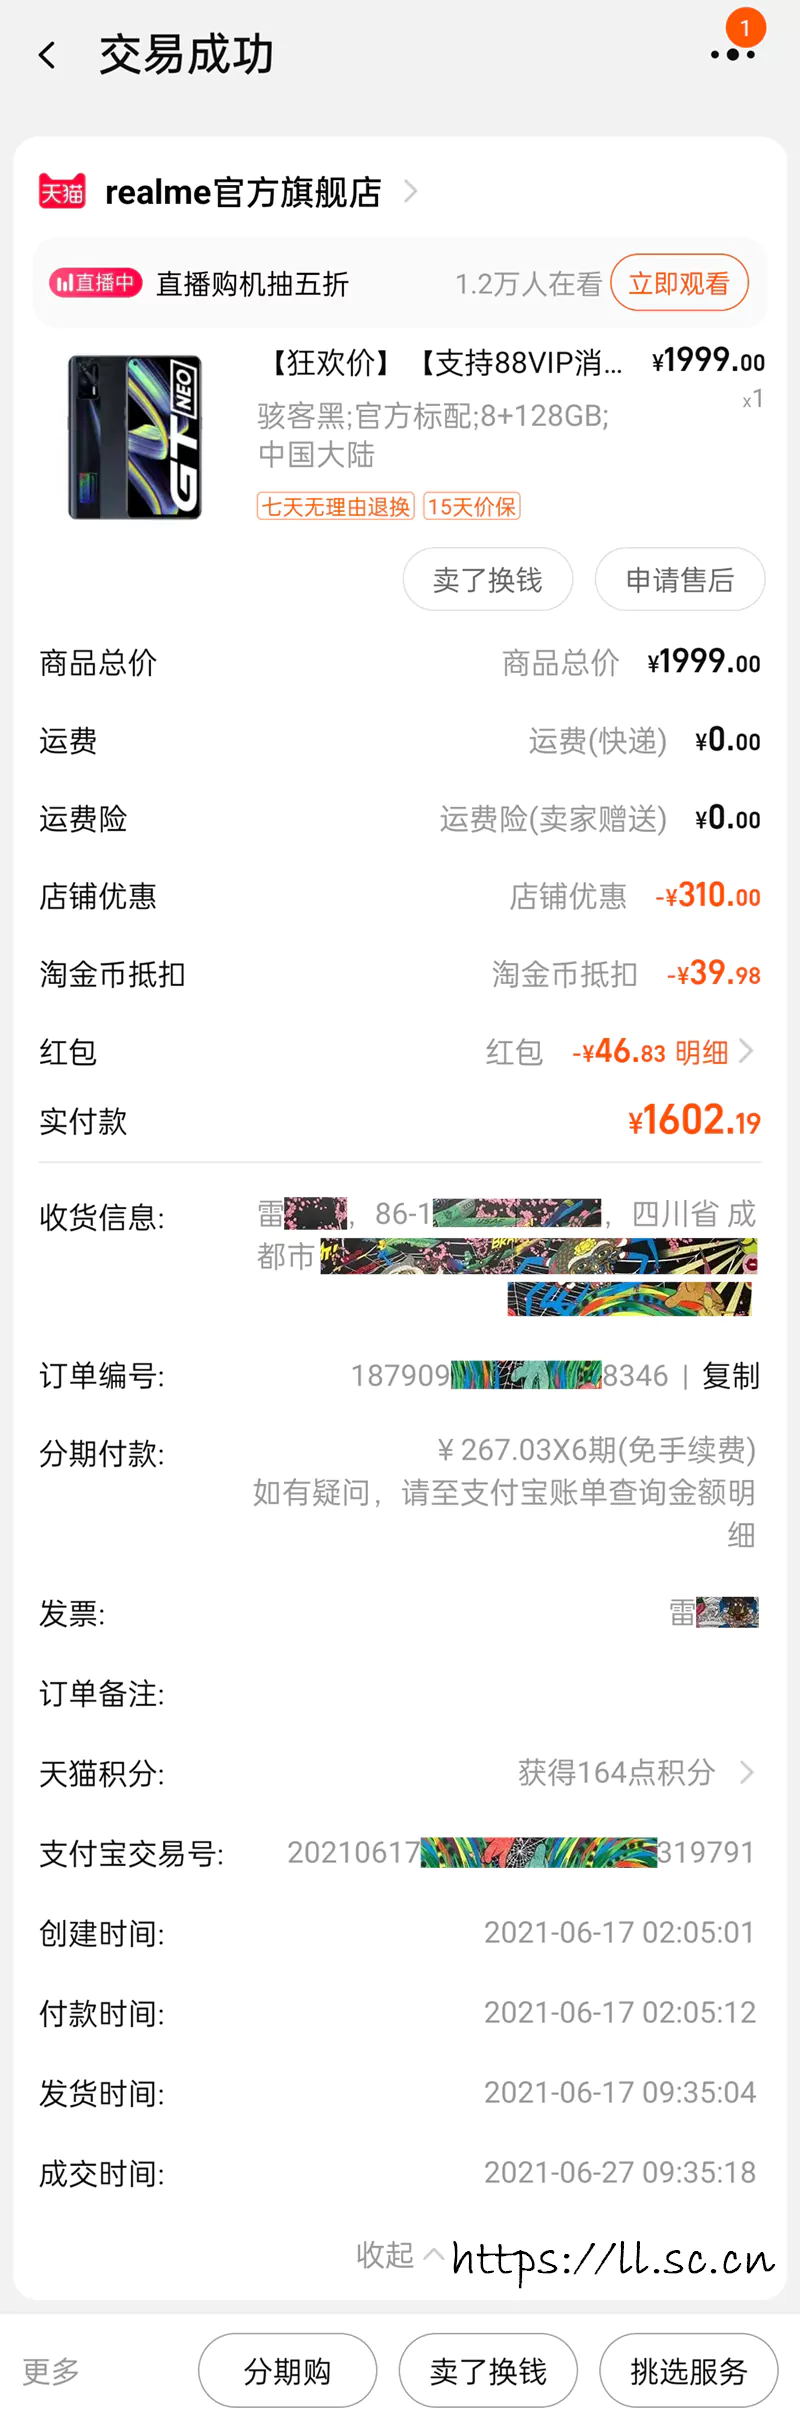 1
交易成功
天猫 realme官方旗舰店
直播中 直播购机抽五折 1.2万人在看 立即观看
【狂欢价】【支持88VIP消... ¥1999.00
骇客黑;官方标配;8+128GB; x1
中国大陆
GT NEO
七天无理由退换 15天价保
卖了换钱 申请售后
商品总价 商品总价 ¥1999.00
运费 运费(快递) ¥0.00
运费险 运费险(卖家赠送) ¥0.00
店铺优惠 店铺优惠 -¥310.00
淘金币抵扣 淘金币抵扣 -¥39.98
红包 红包 -¥46.83 明细
实付款 ¥1602.19
收货信息: 雷, 86-1, 四川省 成
都市
订单编号: 187909 8346 | 复制
分期付款: ¥ 267.03X6期(免手续费)
如有疑问，请至支付宝账单查询金额明
细
发票: 雷
订单备注:
天猫积分: 获得164点积分
支付宝交易号: 20210617 319791
创建时间: 2021-06-17 02:05:01
付款时间: 2021-06-17 02:05:12
发货时间: 2021-06-17 09:35:04
成交时间: 2021-06-27 09:35:18
收起 https://ll.sc.cn
更多 分期购 卖了换钱 挑选服务